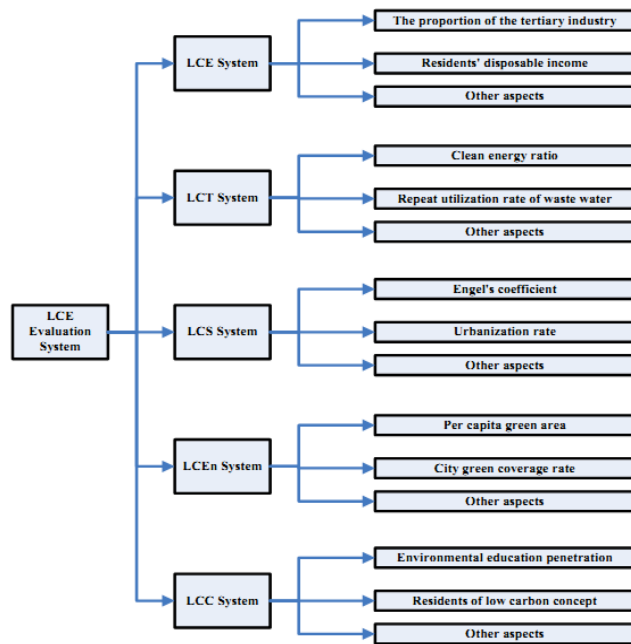 The proportion of the tertiary industry
LCE System
Residents' disposable income
Other aspects
Clean energy ratio
LCT System
Repeat utilization rate of waste water
Other aspects
Engel's coefficient
LCE
Evaluation
System
LCS System
Urbanization rate
Other aspects
Per capita green area
LCEn System
City green coverage rate
Other aspects
Environmental education penetration
LCC System
Residents of low carbon concept
Other aspects